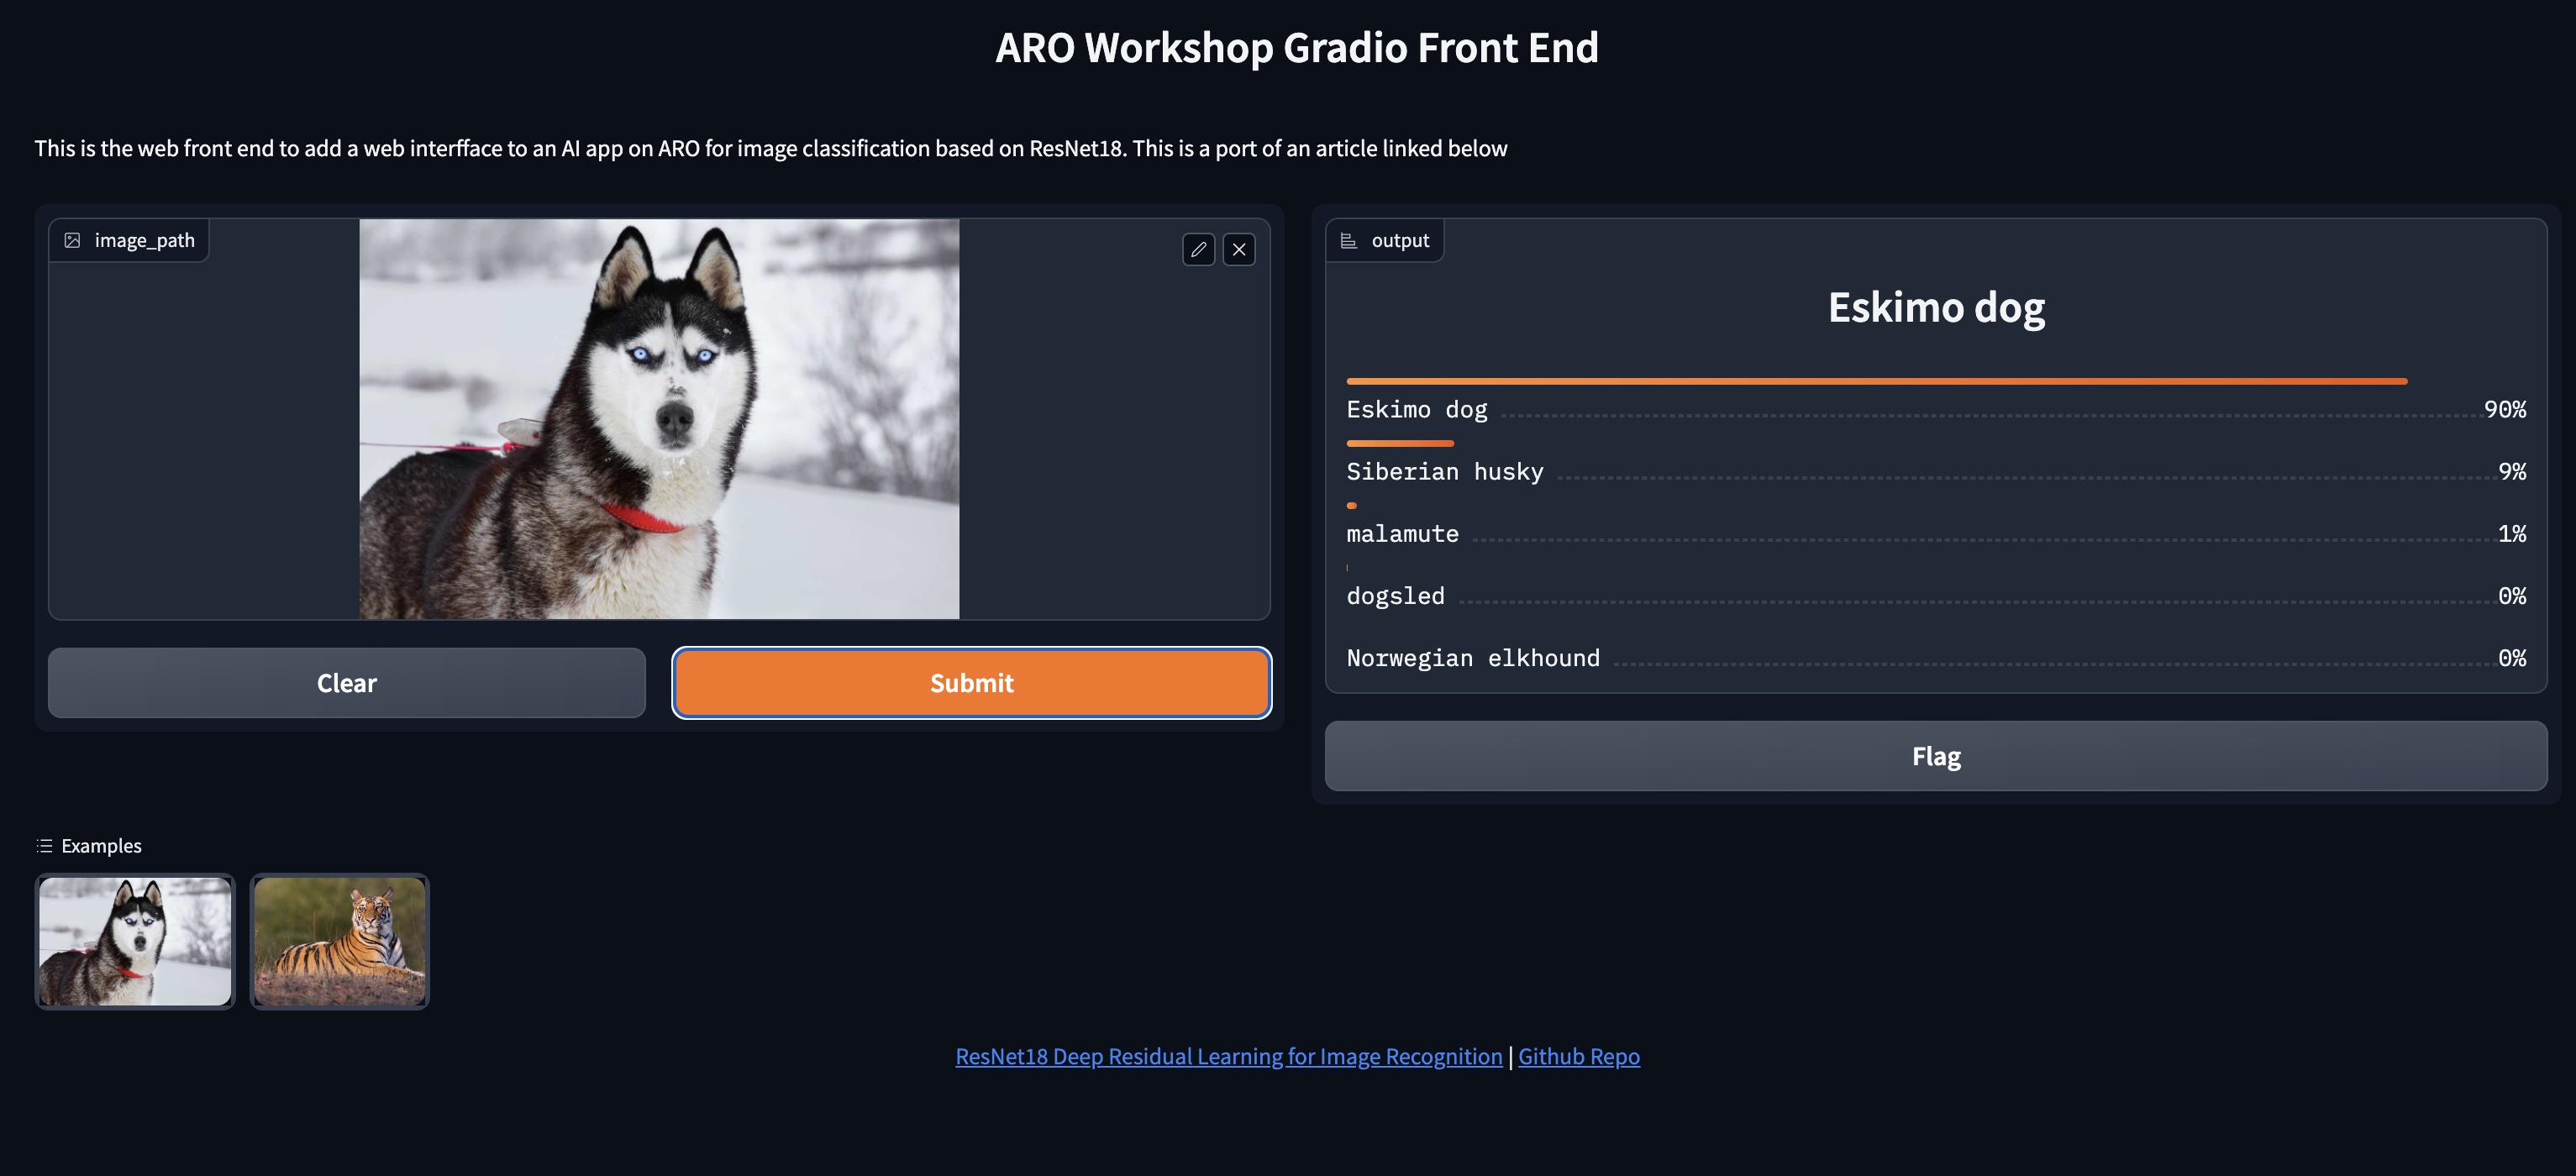 ARO Workshop Gradio Front End
This is the web front end to add a web interfface to an AI app on ARO for image classification based on ResNet18. This is a port of an article linked below
image_path
Clear
Submit
output
Eskimo dog
Eskimo dog 90%
Siberian husky 9%
malamute 1%
dogsled 0%
Norwegian elkhound 0%
Flag
Examples
ResNet18 Deep Residual Learning for Image Recognition | Github Repo